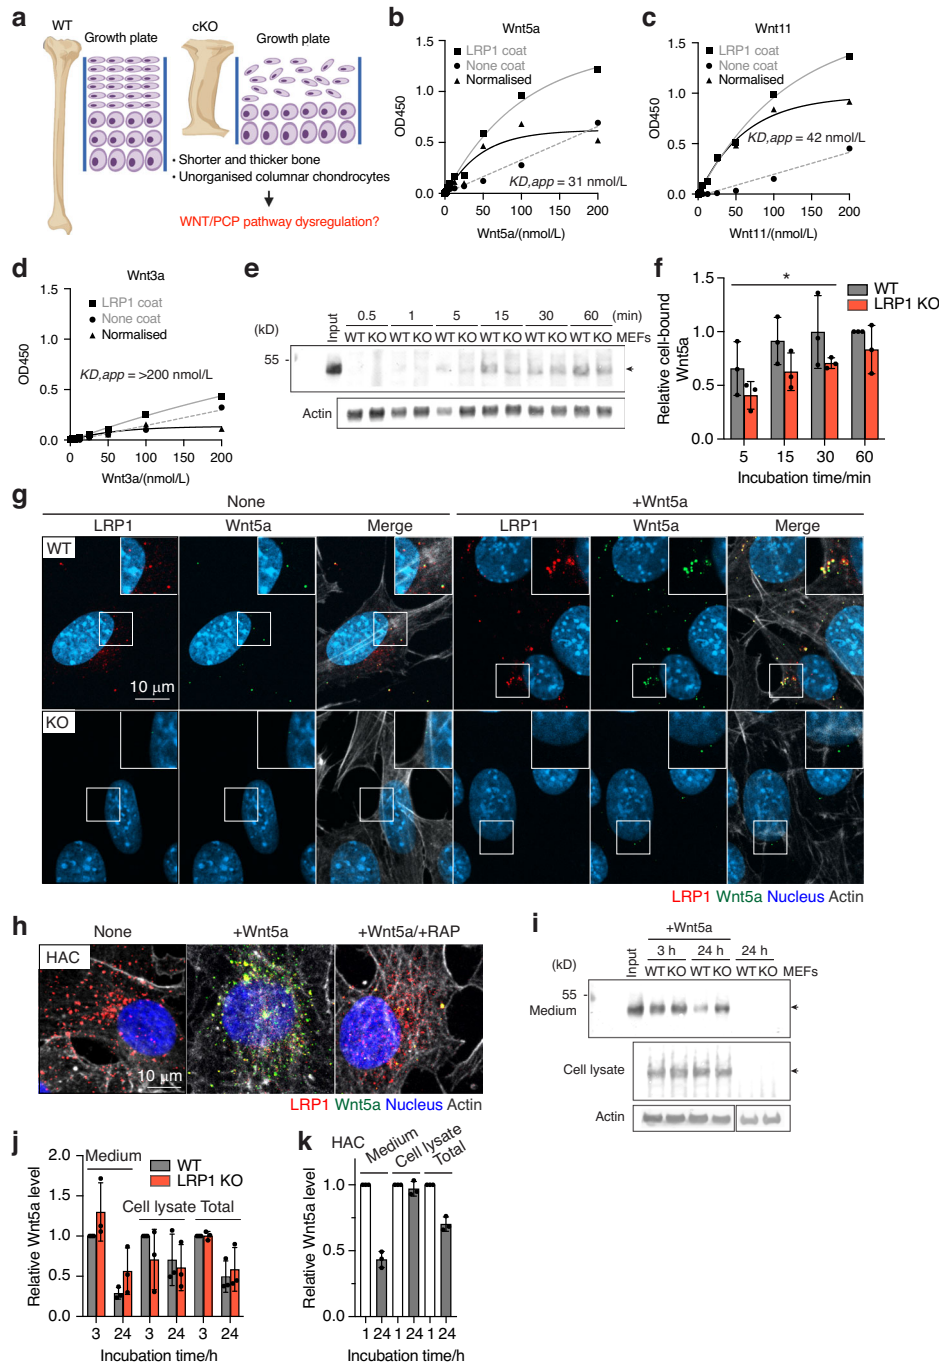 a
WT
Growth plate
cKO
Growth plate
• Shorter and thicker bone
• Unorganised columnar chondrocytes
WNT/PCP pathway dysregulation?
b
Wnt5a
LRP1 coat
None coat
Normalised
OD450
1.5
1.0
0.5
0.0
KD,app = 31 nmol/L
0 50 100 150 200
Wnt5a/(nmol/L)
c
Wnt11
LRP1 coat
None coat
Normalised
OD450
1.5
1.0
0.5
0.0
KD,app = 42 nmol/L
0 50 100 150 200
Wnt11/(nmol/L)
d
Wnt3a
LRP1 coat
None coat
Normalised
OD450
1.5
1.0
0.5
0.0
KD,app = >200 nmol/L
0 50 100 150 200
Wnt3a/(nmol/L)
e
Input
0.5 1 5 15 30 60 (min)
(kD)
WT KO WT KO WT KO WT KO WT KO WT KO MEFs
55
Actin
f
Relative cell-bound
Wnt5a
1.5
1.0
0.5
0.0
*
WT
LRP1 KO
5 15 30 60
Incubation time/min
g
None
+Wnt5a
LRP1 Wnt5a Merge LRP1 Wnt5a Merge
WT
10 μm
KO
LRP1 Wnt5a Nucleus Actin
h
None +Wnt5a +Wnt5a/+RAP
HAC
10 μm
LRP1 Wnt5a Nucleus Actin
i
+Wnt5a
Input
3 h 24 h 24 h
(kD)
WT KO WT KO WT KO MEFs
55
Medium
Cell lysate
Actin
j
Relative Wnt5a level
2.0
1.5
1.0
0.5
0.0
Medium
WT
LRP1 KO
Cell lysate Total
3 24 3 24 3 24
Incubation time/h
k
HAC
Medium
Cell lysate
Total
Relative Wnt5a level
1.0
0.5
0.0
1 24 1 24 1 24
Incubation time/h